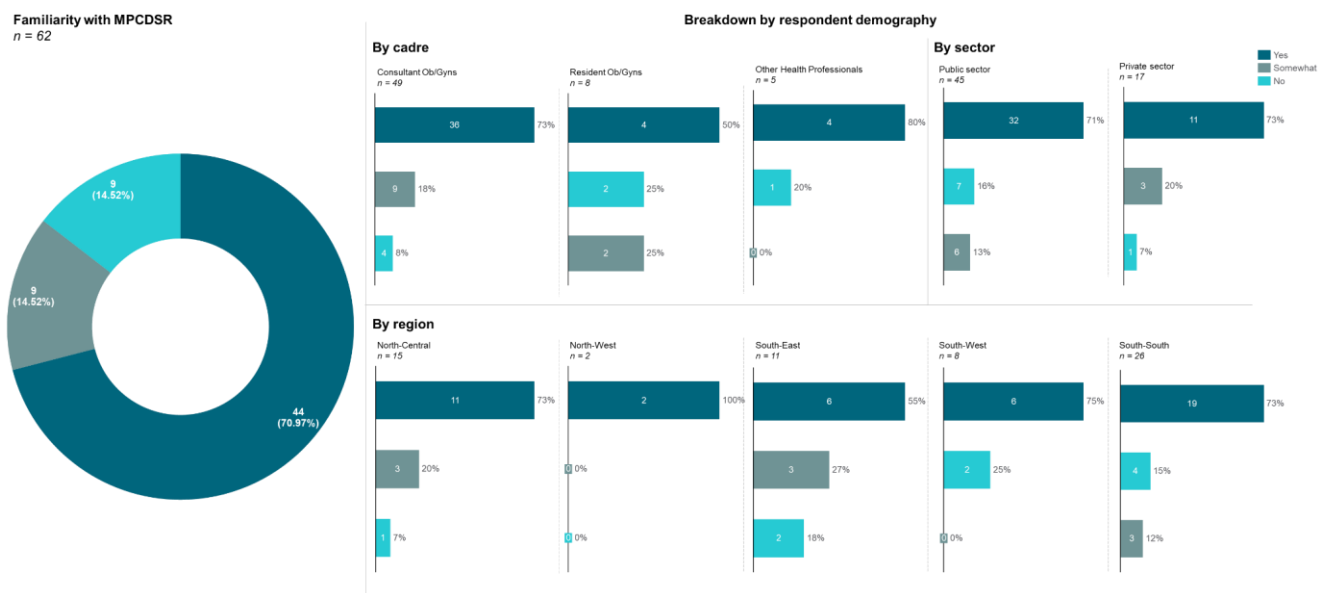 Familiarity with MPCDSR
n = 62
9
(14.52%)
9
(14.52%)
44
(70.97%)
Breakdown by respondent demography
By cadre
Consultant Ob/Gyns
n = 49
36
73%
9
18%
4
8%
Resident Ob/Gyns
n = 8
4
50%
2
25%
2
25%
Other Health Professionals
n = 5
4
80%
1
20%
0
0%
By sector
Public sector
n = 45
32
71%
7
16%
6
13%
Private sector
n = 17
11
73%
3
20%
1
7%
Yes
Somewhat
No
By region
North-Central
n = 15
11
73%
3
20%
1
7%
North-West
n = 2
2
100%
0
0%
0
0%
South-East
n = 11
6
55%
3
27%
2
18%
South-West
n = 8
6
75%
2
25%
0
0%
South-South
n = 26
19
73%
4
15%
3
12%